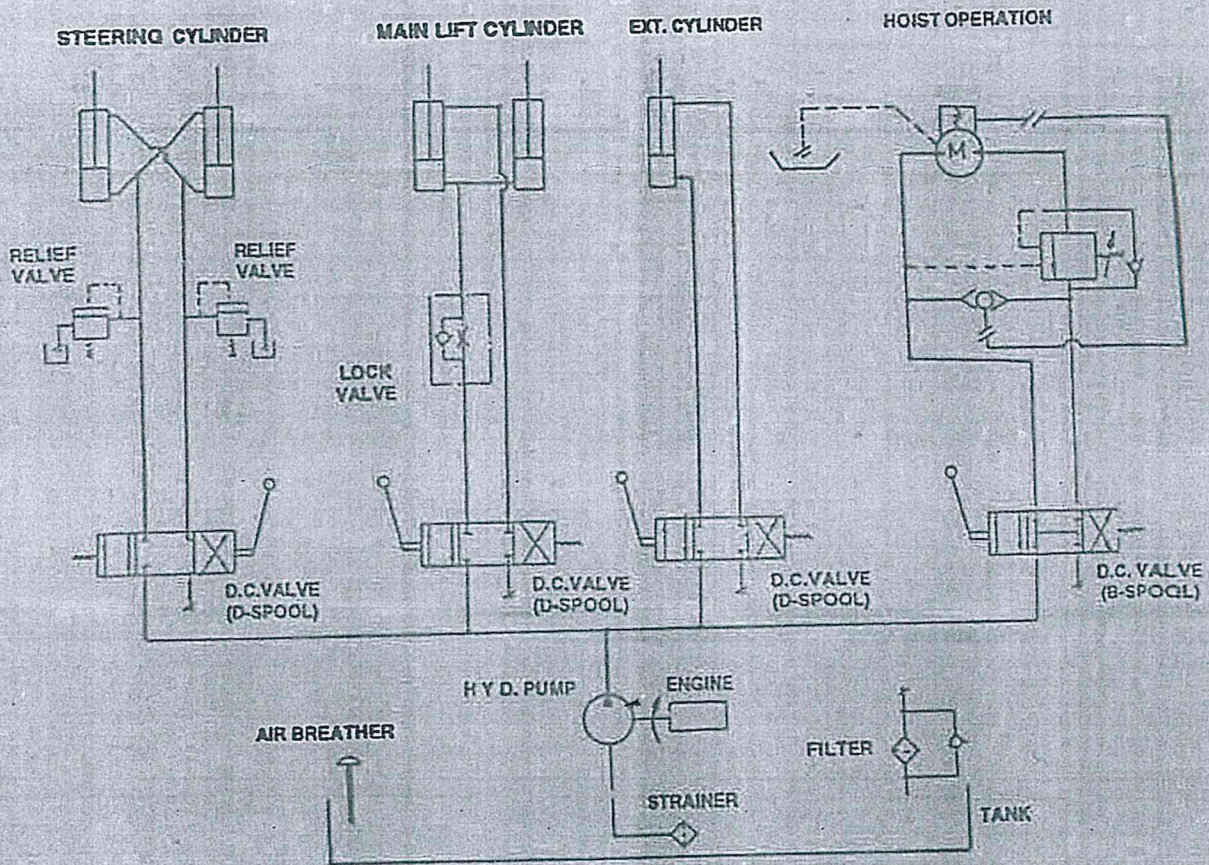 STEERING CYLINDER
MAIN LIFT CYLINDER
EXT. CYLINDER
HOIST OPERATION
M
RELIEF
VALVE
RELIEF
VALVE
LOCK
VALVE
D.C.VALVE
(D-SPOOL)
D.C.VALVE
(D-SPOOL)
D.C.VALVE
(D-SPOOL)
D.C. VALVE
(B-SPOOL)
H Y D. PUMP
ENGINE
AIR BREATHER
FILTER
STRAINER
TANK